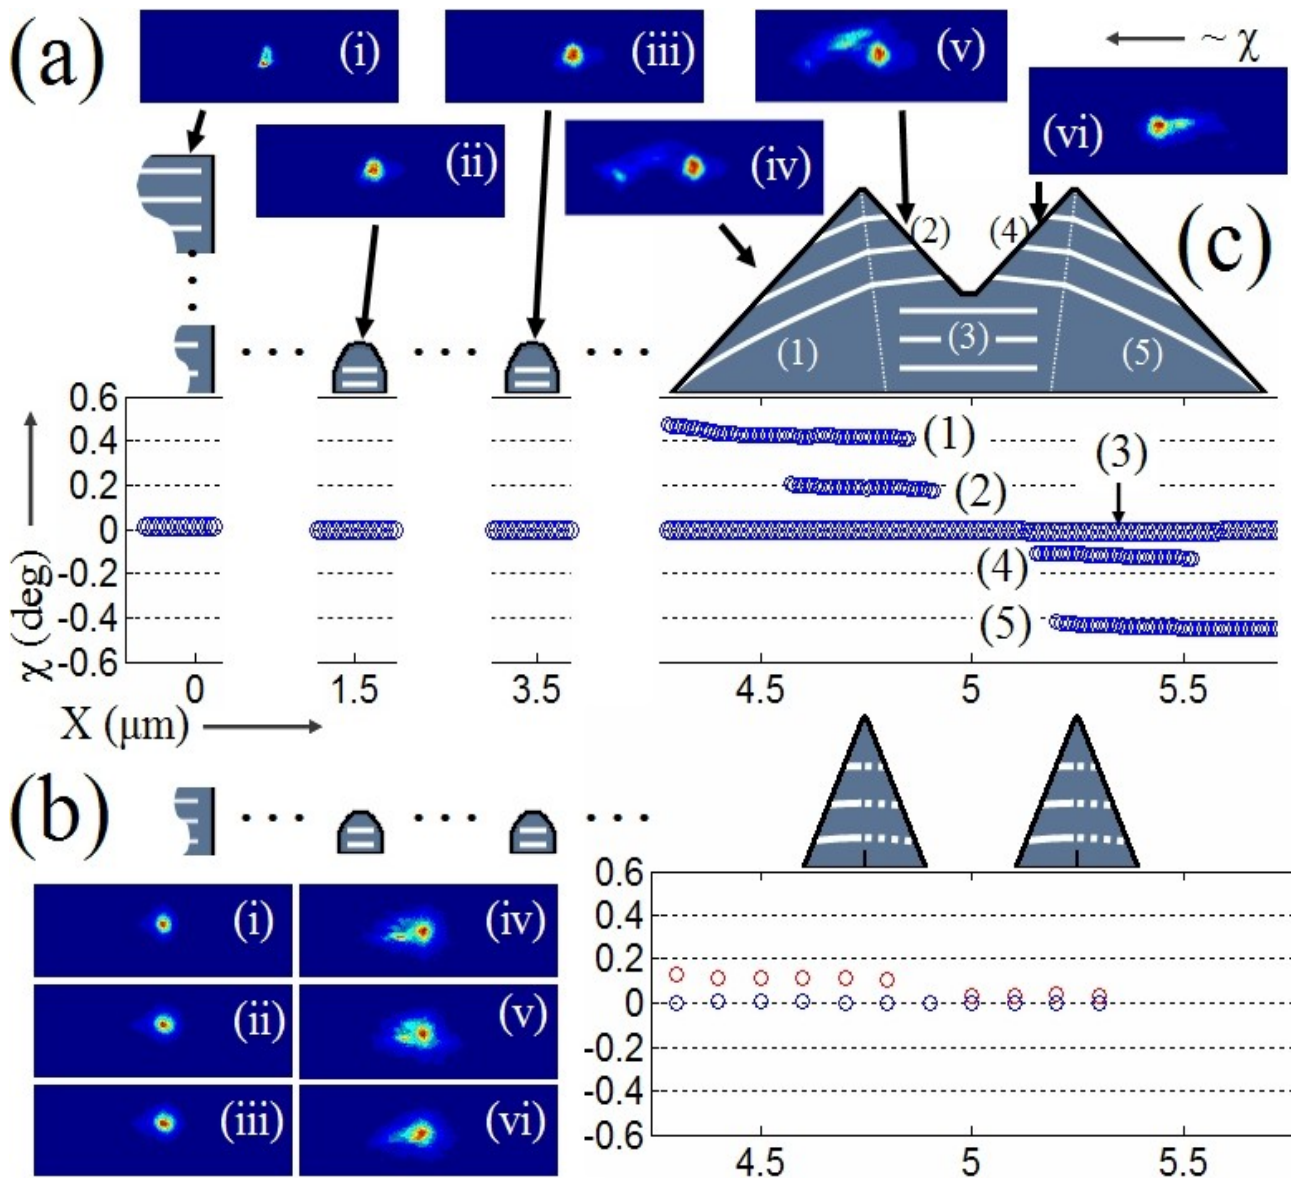 (a)
(i)
(iii)
(v)
← ~ χ
(ii)
(iv)
(vi)
(c)
(2)
(4)
(1)
(3)
(5)
. . .
. . .
. . .
0.6
0.4
0.2
0
-0.2
-0.4
-0.6
χ (deg)
(1)
(2)
(3)
(4)
(5)
0
1.5
3.5
4.5
5
5.5
X (μm)
(b)
. . .
. . .
. . .
(i)
(iv)
(ii)
(v)
(iii)
(vi)
0.6
0.4
0.2
0
-0.2
-0.4
-0.6
4.5
5
5.5